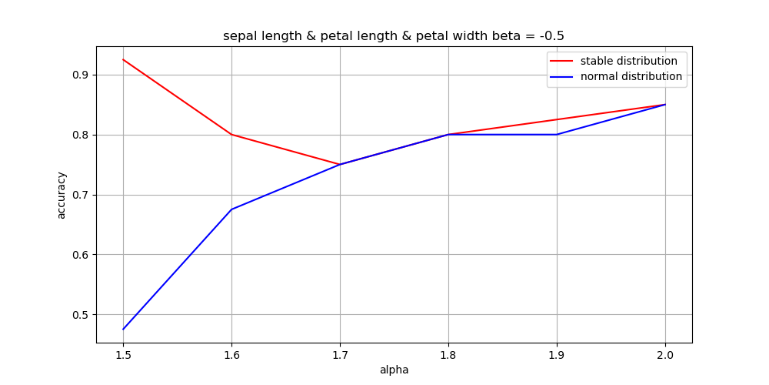 sepal length & petal length & petal width beta = -0.5
stable distribution
normal distribution
accuracy
0.9
0.8
0.7
0.6
0.5
1.5 1.6 1.7 1.8 1.9 2.0
alpha